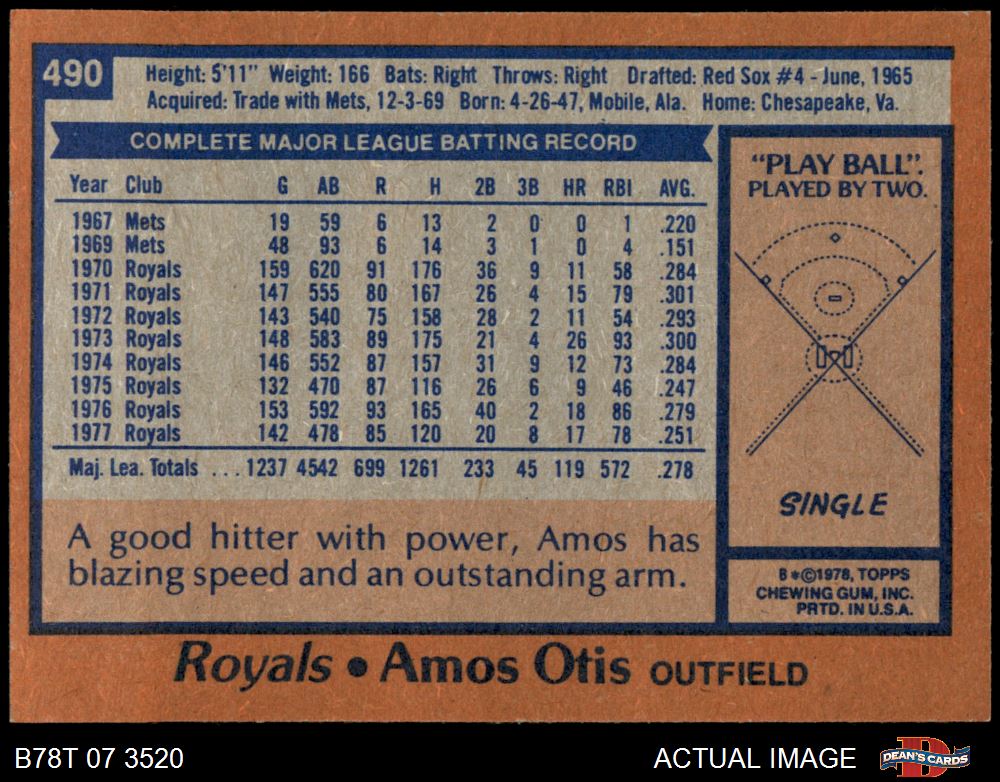 490
Height: 5'11" Weight: 166 Bats: Right Throws: Right Drafted: Red Sox #4 - June, 1965
Acquired: Trade with Mets, 12-3-69 Born: 4-26-47, Mobile, Ala. Home: Chesapeake, Va.
COMPLETE MAJOR LEAGUE BATTING RECORD
Year Club G AB R H 2B 3B HR RBI AVG.
1967 Mets 19 59 6 13 2 0 0 1 .220
1969 Mets 48 93 6 14 3 1 0 4 .151
1970 Royals 159 620 91 176 36 9 11 58 .284
1971 Royals 147 555 80 167 26 4 15 79 .301
1972 Royals 143 540 75 158 28 2 11 54 .293
1973 Royals 148 583 89 175 21 4 26 93 .300
1974 Royals 146 552 87 157 31 9 12 73 .284
1975 Royals 132 470 87 116 26 6 9 46 .247
1976 Royals 153 592 93 165 40 2 18 86 .279
1977 Royals 142 478 85 120 20 8 17 78 .251
Maj. Lea. Totals ... 1237 4542 699 1261 233 45 119 572 .278
A good hitter with power, Amos has
blazing speed and an outstanding arm.
"PLAY BALL".
PLAYED BY TWO.
SINGLE
B*©1978, TOPPS
CHEWING GUM, INC.
PRTD. IN U.S.A.
Royals • Amos Otis OUTFIELD
B78T 07 3520
ACTUAL IMAGE
D
DEAN'S CARDS